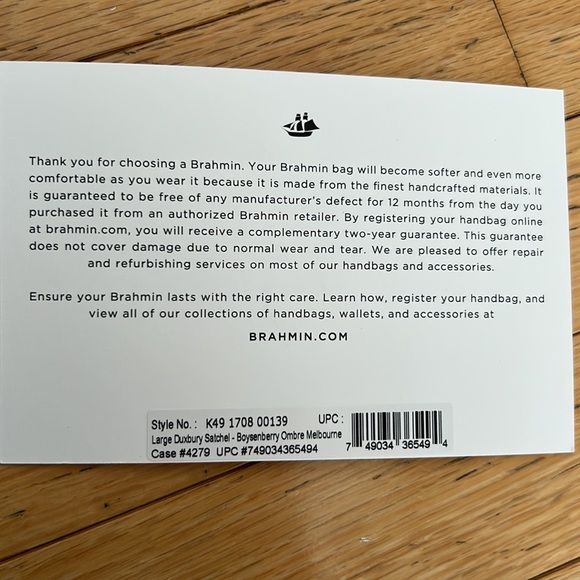 Thank you for choosing a Brahmin. Your Brahmin bag will become softer and even more
comfortable as you wear it because it is made from the finest handcrafted materials. It
is guaranteed to be free of any manufacturer's defect for 12 months from the day you
purchased it from an authorized Brahmin retailer. By registering your handbag online
at brahmin.com, you will receive a complementary two-year guarantee. This guarantee
does not cover damage due to normal wear and tear. We are pleased to offer repair
and refurbishing services on most of our handbags and accessories.
Ensure your Brahmin lasts with the right care. Learn how, register your handbag, and
view all of our collections of handbags, wallets, and accessories at
BRAHMIN.COM
Style No.: K49 1708 00139 UPC:
Large Duxbury Satchel - Boysenberry Ombre Melbourne
Case #4279 UPC #749034365494
7 49034 36549 4